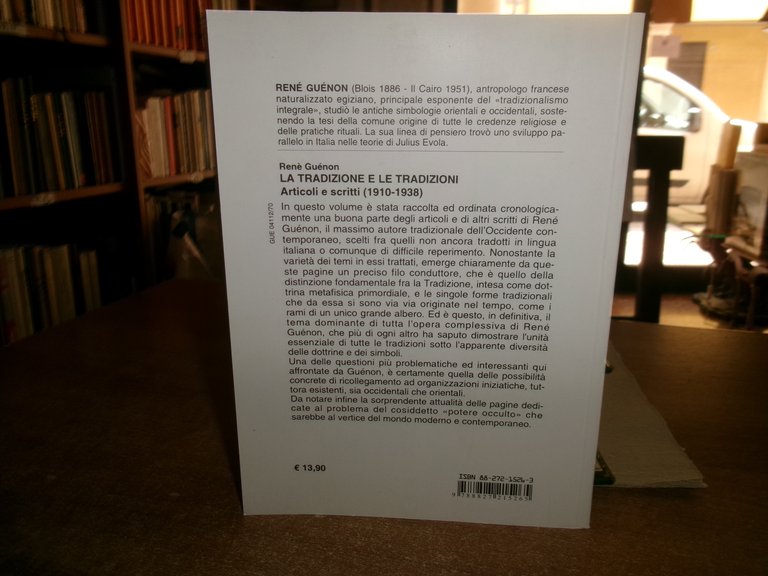 RENÉ GUÉNON (Blois 1886 - Il Cairo 1951), antropologo francese
naturalizzato egiziano, principale esponente del «tradizionalismo
integrale», studiò le antiche simbologie orientali e occidentali, soste-
nendo la tesi della comune origine di tutte le credenze religiose e
delle pratiche rituali. La sua linea di pensiero trovò uno sviluppo pa-
rallelo in Italia nelle teorie di Julius Evola.
Renè Guénon
LA TRADIZIONE E LE TRADIZIONI
Articoli e scritti (1910-1938)
In questo volume è stata raccolta ed ordinata cronologica-
mente una buona parte degli articoli e di altri scritti di René
Guénon, il massimo autore tradizionale dell'Occidente con-
temporaneo, scelti fra quelli non ancora tradotti in lingua
italiana o comunque di difficile reperimento. Nonostante la
varietà dei temi in essi trattati, emerge chiaramente da que-
ste pagine un preciso filo conduttore, che è quello della
distinzione fondamentale fra la Tradizione, intesa come dot-
trina metafisica primordiale, e le singole forme tradizionali
che da essa si sono via via originate nel tempo, come i
rami di un unico grande albero. Ed è questo, in definitiva, il
tema dominante di tutta l'opera complessiva di René
Guénon, che più di ogni altro ha saputo dimostrare l'unità
essenziale di tutte le tradizioni sotto l'apparente diversità
delle dottrine e dei simboli.
Una delle questioni più problematiche ed interessanti qui
affrontate da Guénon, è certamente quella delle possibilità
concrete di ricollegamento ad organizzazioni iniziatiche, tut-
tora esistenti, sia occidentali che orientali.
Da notare infine la sorprendente attualità delle pagine dedi-
cate al problema del cosiddetto «potere occulto» che
sarebbe al vertice del mondo moderno e contemporaneo.
GUE 04112/70
€ 13,90
ISBN 88-272-1526-3
9 788827 215265